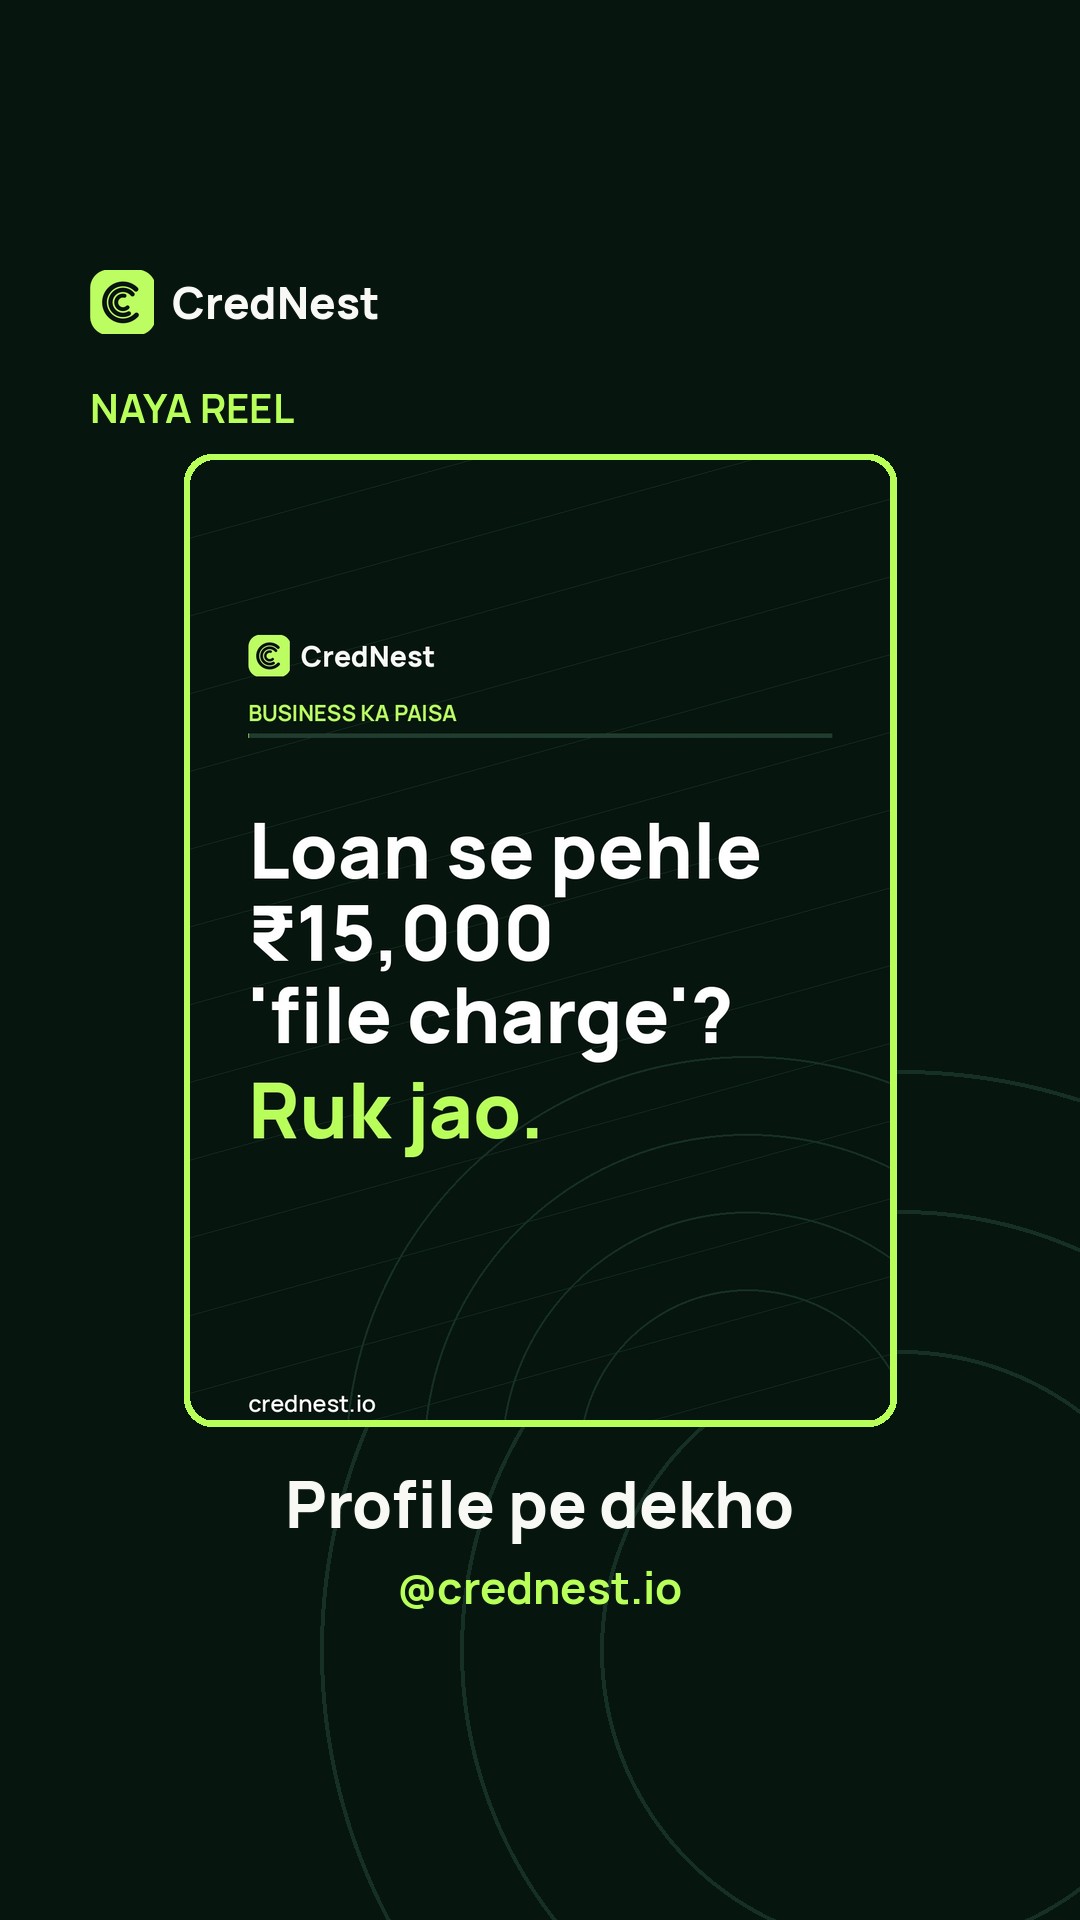 CredNest
NAYA REEL
CredNest
BUSINESS KA PAISA
Loan se pehle
₹15,000
'file charge'?
Ruk jao.
crednest.io
Profile pe dekho
@crednest.io